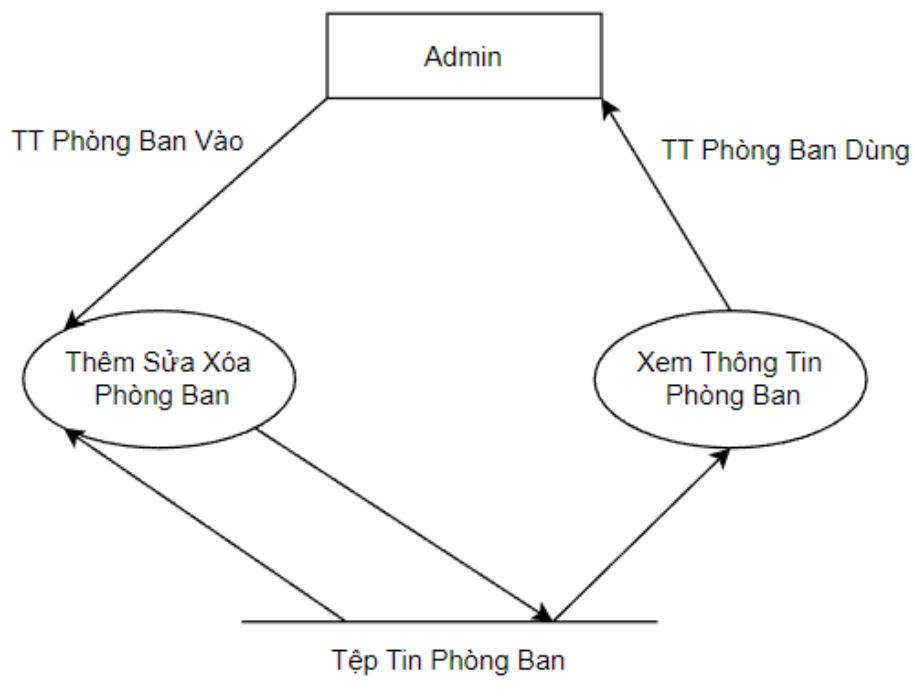 Admin
TT Phòng Ban Vào
TT Phòng Ban Dùng
Thêm Sửa Xóa
Phòng Ban
Xem Thông Tin
Phòng Ban
Tệp Tin Phòng Ban